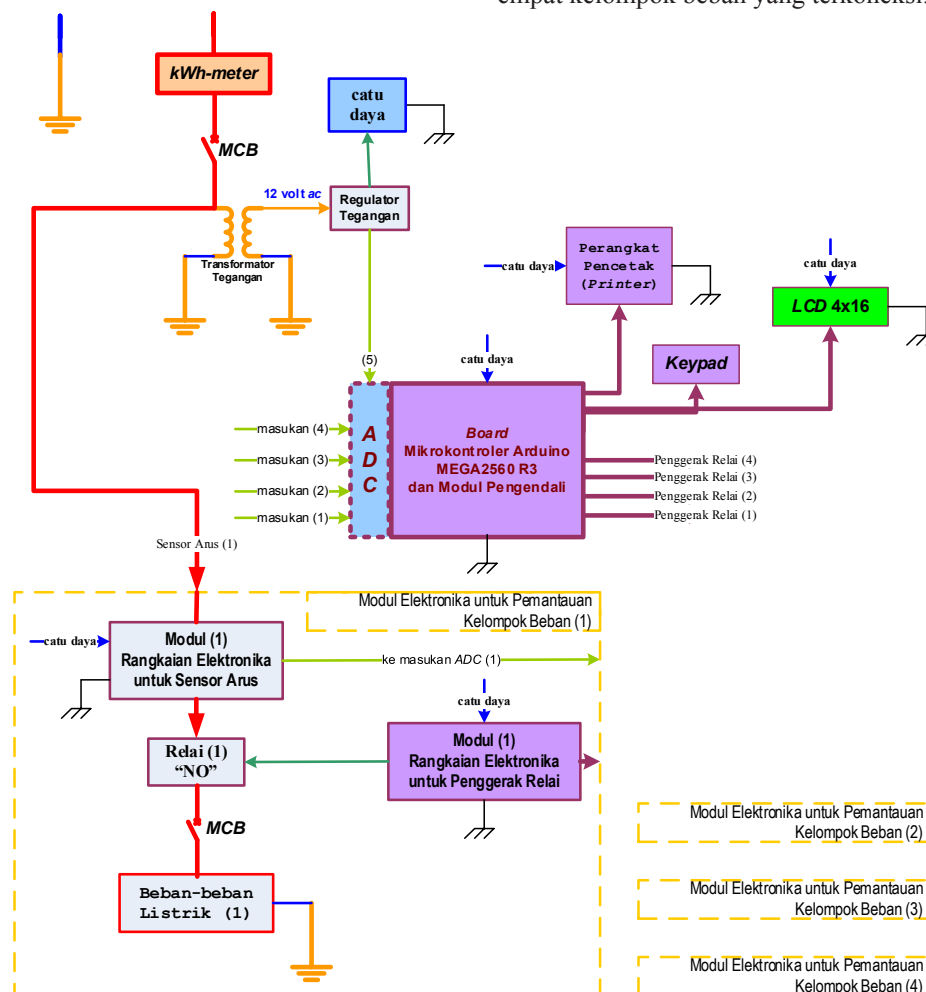 empat kelompok beban yang terkoneksi
kWh-meter
catu
daya
MCB
12 volt ac
Regulator
Tegangan
Transformator
Tegangan
Perangkat
Pencetak
(Printer)
catu daya
catu daya
LCD 4x16
Keypad
(5)
catu daya
masukan (4)
masukan (3)
masukan (2)
masukan (1)
A
D
C
Board
Mikrokontroler Arduino
MEGA2560 R3
dan Modul Pengendali
Penggerak Relai (4)
Penggerak Relai (3)
Penggerak Relai (2)
Penggerak Relai (1)
Sensor Arus (1)
Modul Elektronika untuk Pemantauan
Kelompok Beban (1)
catu daya
Modul (1)
Rangkaian Elektronika
untuk Sensor Arus
ke masukan ADC (1)
catu daya
Relai (1)
“NO”
Modul (1)
Rangkaian Elektronika
untuk Penggerak Relai
MCB
Beban-beban
Listrik (1)
Modul Elektronika untuk Pemantauan
Kelompok Beban (2)
Modul Elektronika untuk Pemantauan
Kelompok Beban (3)
Modul Elektronika untuk Pemantauan
Kelompok Beban (4)